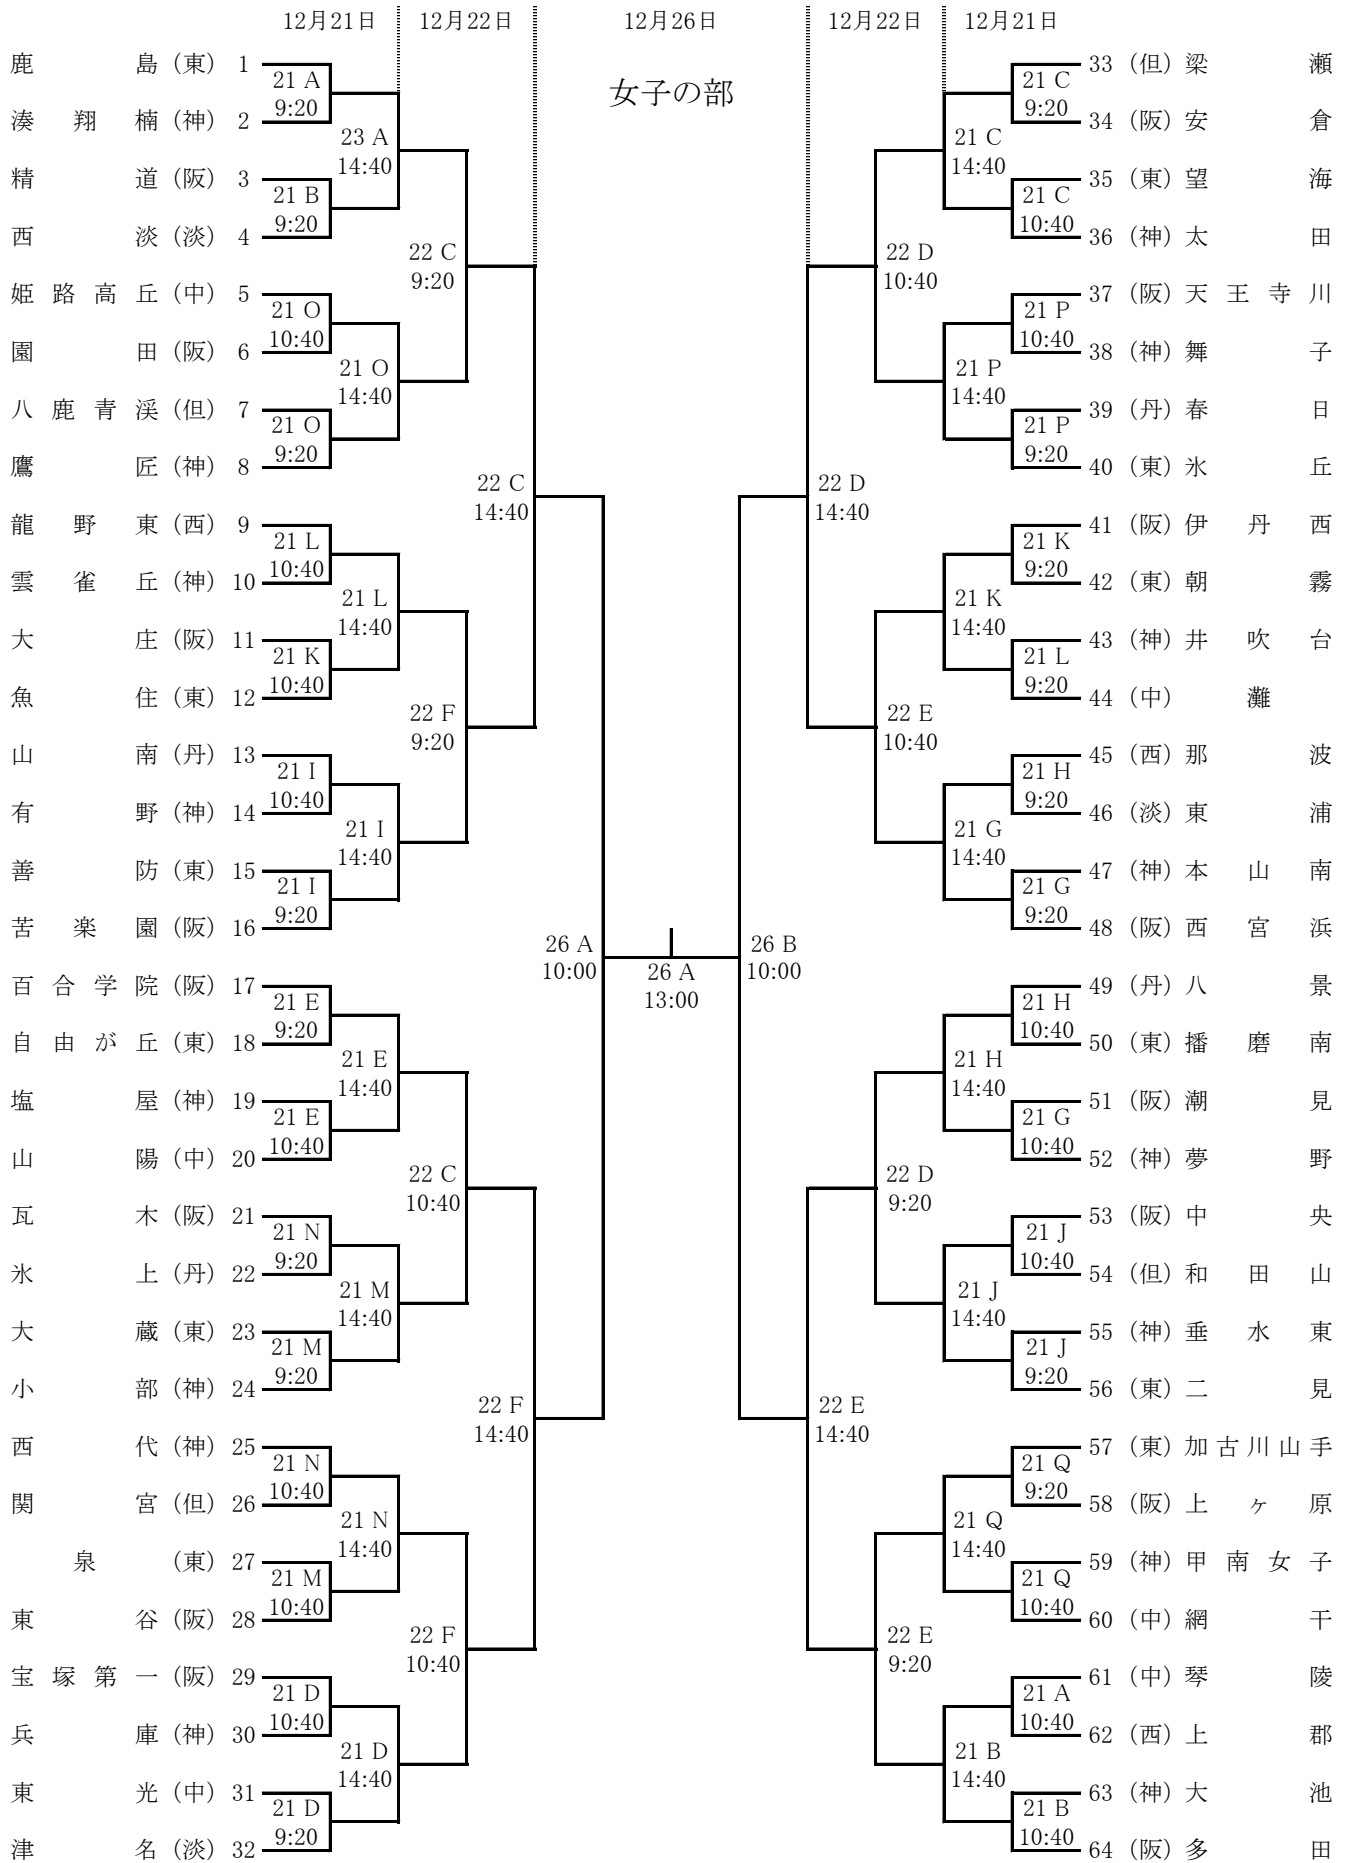 12月21日 12月22日 12月26日 12月22日 12月21日
女子の部
鹿島（東） 1
21 A
9:20
湊翔楠（神） 2
23 A
14:40
精道（阪） 3
21 B
9:20
西淡（淡） 4
22 C
9:20
姫路高丘（中） 5
21 O
10:40
園田（阪） 6
21 O
14:40
八鹿青渓（但） 7
21 O
9:20
鷹匠（神） 8
22 C
14:40
龍野東（西） 9
21 L
10:40
雲雀丘（神） 10
21 L
14:40
大庄（阪） 11
21 K
10:40
魚住（東） 12
22 F
9:20
山南（丹） 13
21 I
10:40
有野（神） 14
21 I
14:40
善防（東） 15
21 I
9:20
苦楽園（阪） 16
26 A
10:00
百合学院（阪） 17
21 E
9:20
自由が丘（東） 18
21 E
14:40
塩屋（神） 19
21 E
10:40
山陽（中） 20
22 C
10:40
瓦木（阪） 21
21 N
9:20
氷上（丹） 22
21 M
14:40
大蔵（東） 23
21 M
9:20
小部（神） 24
22 F
14:40
西代（神） 25
21 N
10:40
関宮（但） 26
21 N
14:40
泉（東） 27
21 M
10:40
東谷（阪） 28
22 F
10:40
宝塚第一（阪） 29
21 D
10:40
兵庫（神） 30
21 D
14:40
東光（中） 31
21 D
9:20
津名（淡） 32
26 A
13:00
33 （但） 梁瀬
21 C
9:20
34 （阪） 安倉
21 C
14:40
35 （東） 望海
21 C
10:40
36 （神） 太田
22 D
10:40
37 （阪） 天王寺川
21 P
10:40
38 （神） 舞子
21 P
14:40
39 （丹） 春日
21 P
9:20
40 （東） 氷丘
22 D
14:40
41 （阪） 伊丹西
21 K
9:20
42 （東） 朝霧
21 K
14:40
43 （神） 井吹台
21 L
9:20
44 （中） 灘
22 E
10:40
45 （西） 那波
21 H
9:20
46 （淡） 東浦
21 G
14:40
47 （神） 本山南
21 G
9:20
48 （阪） 西宮浜
26 B
10:00
49 （丹） 八景
21 H
10:40
50 （東） 播磨南
21 H
14:40
51 （阪） 潮見
21 G
10:40
52 （神） 夢野
22 D
9:20
53 （阪） 中央
21 J
10:40
54 （但） 和田山
21 J
14:40
55 （神） 垂水東
21 J
9:20
56 （東） 二見
22 E
14:40
57 （東） 加古川山手
21 Q
9:20
58 （阪） 上ヶ原
21 Q
14:40
59 （神） 甲南女子
21 Q
10:40
60 （中） 網干
22 E
9:20
61 （中） 琴陵
21 A
10:40
62 （西） 上郡
21 B
14:40
63 （神） 大池
21 B
10:40
64 （阪） 多田